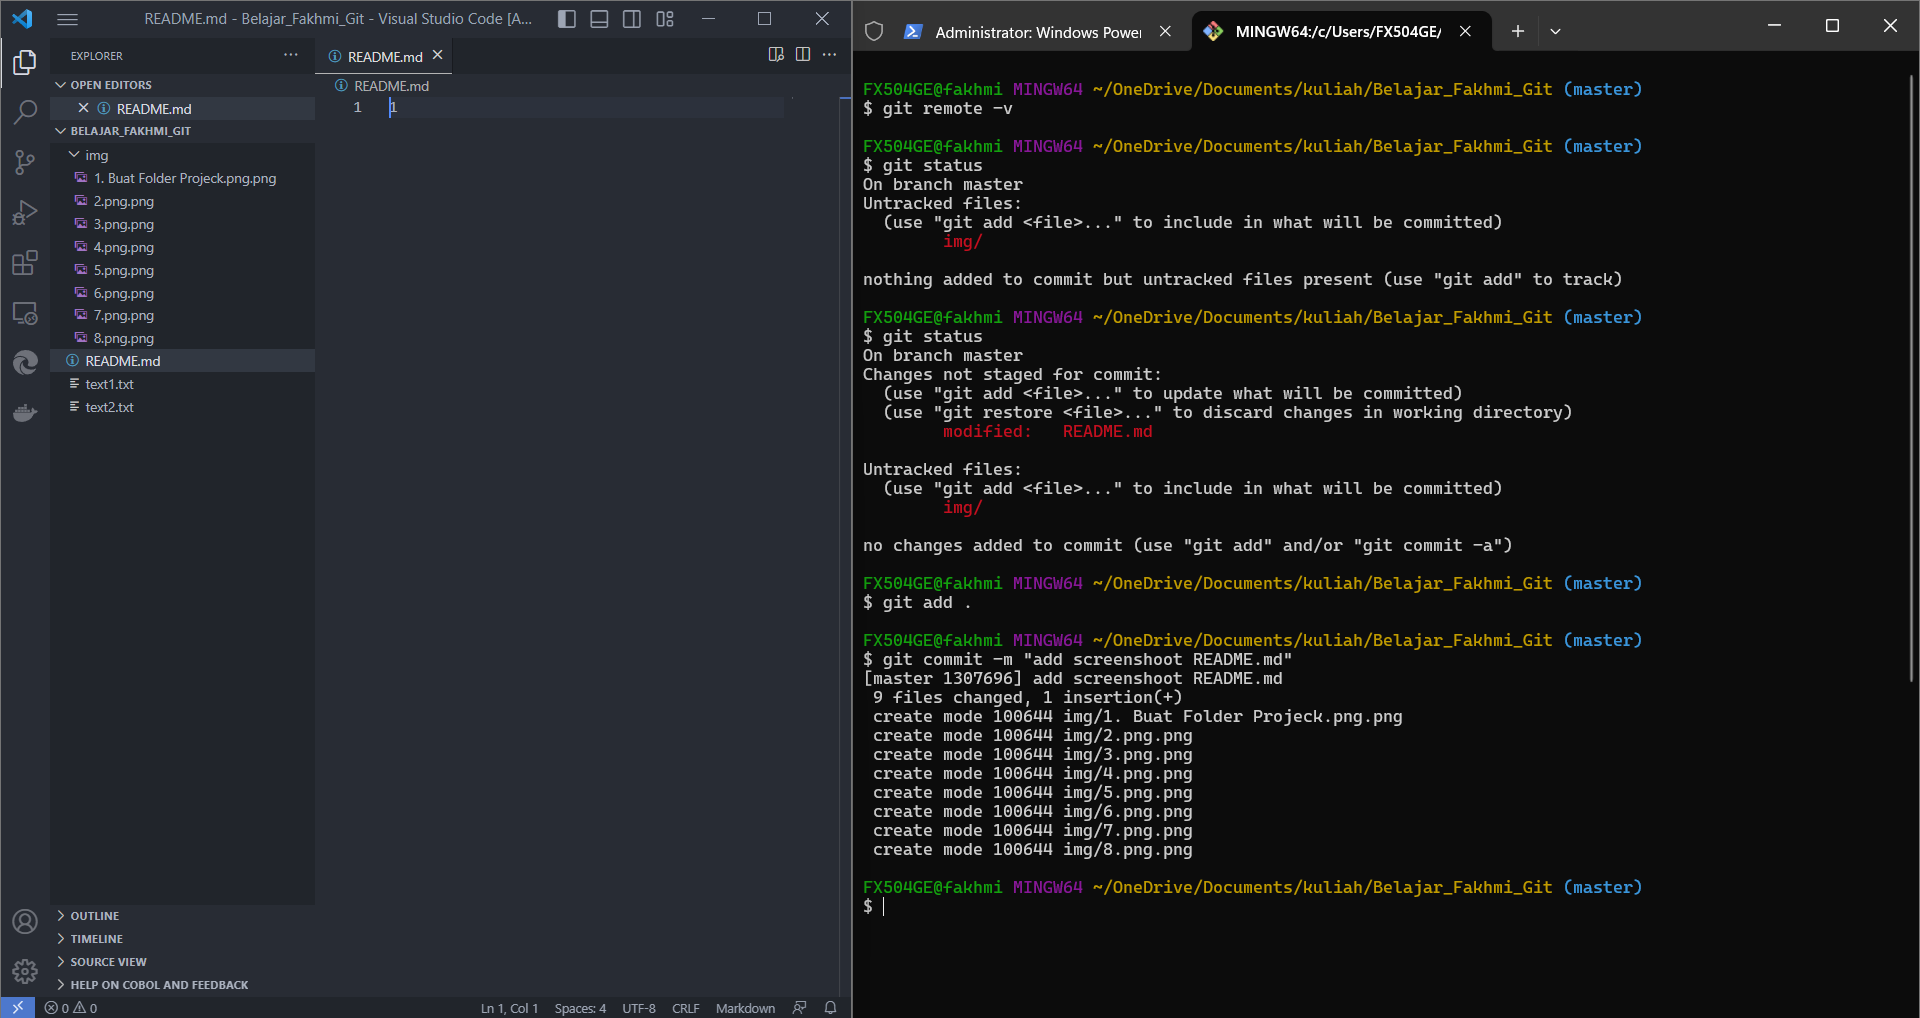 README.md - Belajar_Fakhmi_Git - Visual Studio Code [A...
EXPLORER
OPEN EDITORS
README.md
BELAJAR_FAKHMI_GIT
img
1. Buat Folder Projeck.png.png
2.png.png
3.png.png
4.png.png
5.png.png
6.png.png
7.png.png
8.png.png
README.md
text1.txt
text2.txt
OUTLINE
TIMELINE
SOURCE VIEW
HELP ON COBOL AND FEEDBACK
README.md
README.md
1 1
0 0
Ln 1, Col 1 Spaces: 4 UTF-8 CRLF Markdown
Administrator: Windows Power
MINGW64:/c/Users/FX504GE/
FX504GE@fakhmi MINGW64 ~/OneDrive/Documents/kuliah/Belajar_Fakhmi_Git (master)
$ git remote -v
FX504GE@fakhmi MINGW64 ~/OneDrive/Documents/kuliah/Belajar_Fakhmi_Git (master)
$ git status
On branch master
Untracked files:
(use "git add <file>..." to include in what will be committed)
img/
nothing added to commit but untracked files present (use "git add" to track)
FX504GE@fakhmi MINGW64 ~/OneDrive/Documents/kuliah/Belajar_Fakhmi_Git (master)
$ git status
On branch master
Changes not staged for commit:
(use "git add <file>..." to update what will be committed)
(use "git restore <file>..." to discard changes in working directory)
modified: README.md
Untracked files:
(use "git add <file>..." to include in what will be committed)
img/
no changes added to commit (use "git add" and/or "git commit -a")
FX504GE@fakhmi MINGW64 ~/OneDrive/Documents/kuliah/Belajar_Fakhmi_Git (master)
$ git add .
FX504GE@fakhmi MINGW64 ~/OneDrive/Documents/kuliah/Belajar_Fakhmi_Git (master)
$ git commit -m "add screenshoot README.md"
[master 1307696] add screenshoot README.md
9 files changed, 1 insertion(+)
create mode 100644 img/1. Buat Folder Projeck.png.png
create mode 100644 img/2.png.png
create mode 100644 img/3.png.png
create mode 100644 img/4.png.png
create mode 100644 img/5.png.png
create mode 100644 img/6.png.png
create mode 100644 img/7.png.png
create mode 100644 img/8.png.png
FX504GE@fakhmi MINGW64 ~/OneDrive/Documents/kuliah/Belajar_Fakhmi_Git (master)
$